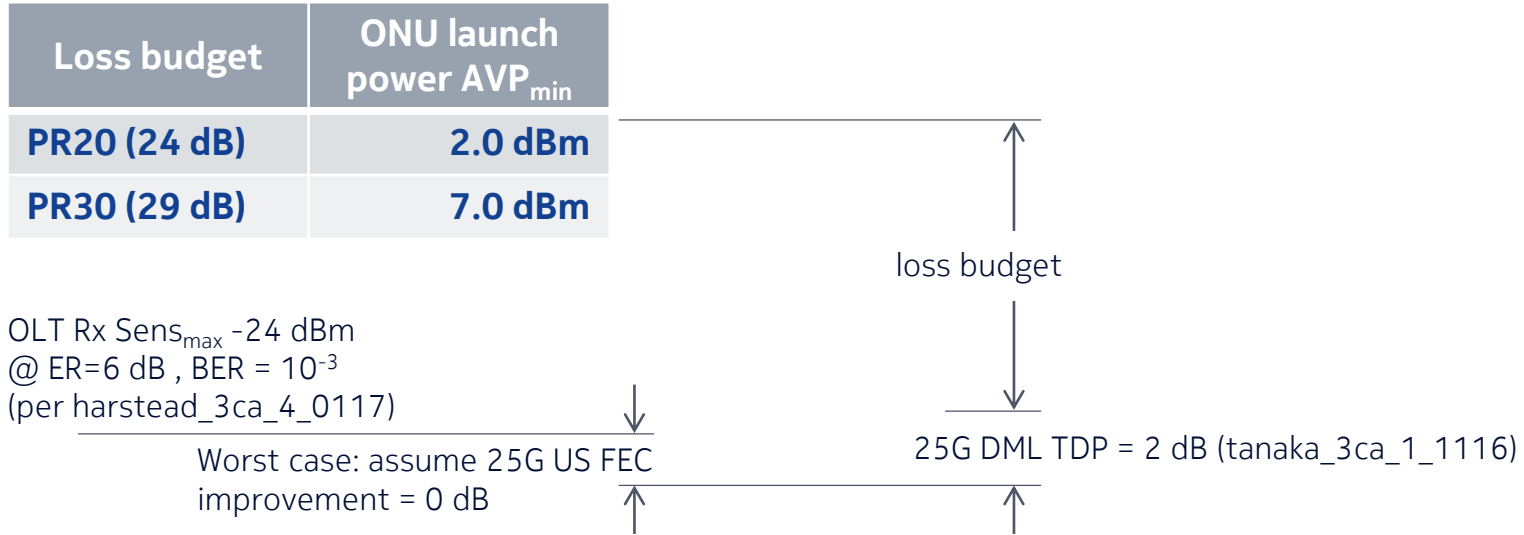 Loss budget
ONU launch
power AVPmin
PR20 (24 dB)
2.0 dBm
PR30 (29 dB)
7.0 dBm
loss budget
OLT Rx Sensmax -24 dBm
@ ER=6 dB , BER = 10-3
(per harstead_3ca_4_0117)
Worst case: assume 25G US FEC
improvement = 0 dB
25G DML TDP = 2 dB (tanaka_3ca_1_1116)